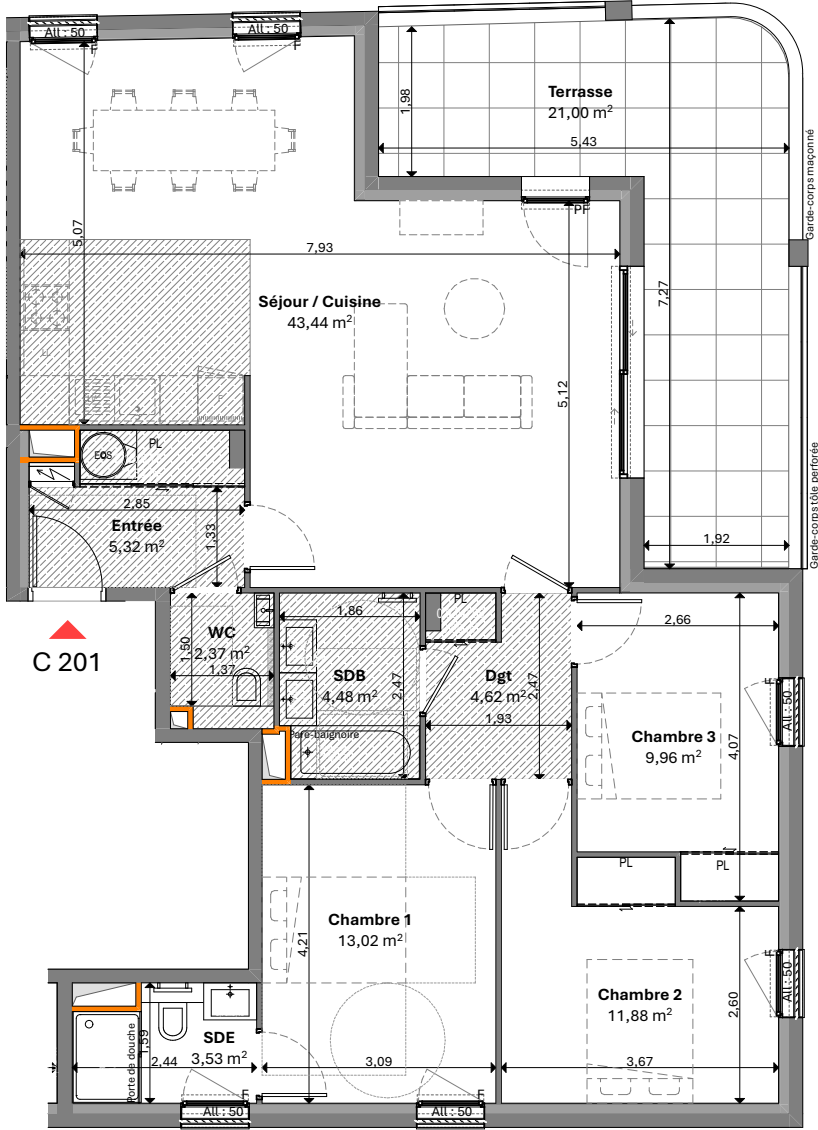 All : 50
F
All : 50
F
Terrasse
21,00 m²
1,98
5,43
Garde-corps maçonné
PF
5,07
7,93
7,27
Séjour / Cuisine
43,44 m²
5,12
F
PL
EOS
2,85
Entrée
5,32 m²
1,33
Garde-corps tôle perforée
1,92
C 201
WC
2,37 m²
1,50
1,37
1,86
SDB
4,48 m²
2,47
Pare-baignoire
PL
Dgt
4,62 m²
2,47
1,93
2,66
Chambre 3
9,96 m²
4,07
F
All : 50
PL
PL
Chambre 1
13,02 m²
4,21
3,09
Chambre 2
11,88 m²
2,60
3,67
F
All : 50
SDE
3,53 m²
1,59
2,44
Porte de douche
F
All : 50
F
All : 50